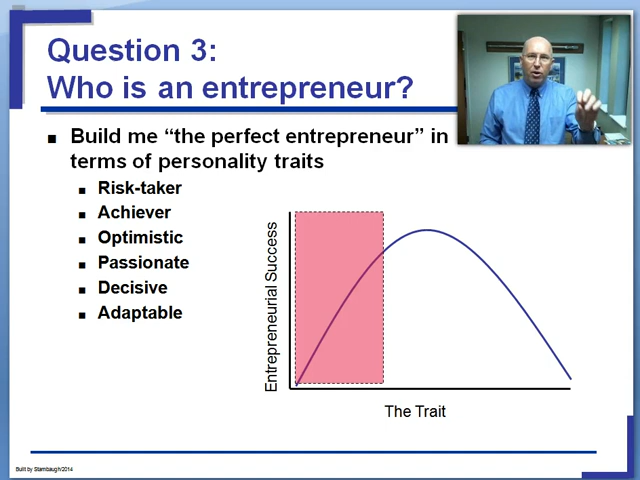 Question 3:
Who is an entrepreneur?
Build me “the perfect entrepreneur” in
terms of personality traits
Risk-taker
Achiever
Optimistic
Passionate
Decisive
Adaptable
Entrepreneurial Success
The Trait
Built by Stambaugh/2014